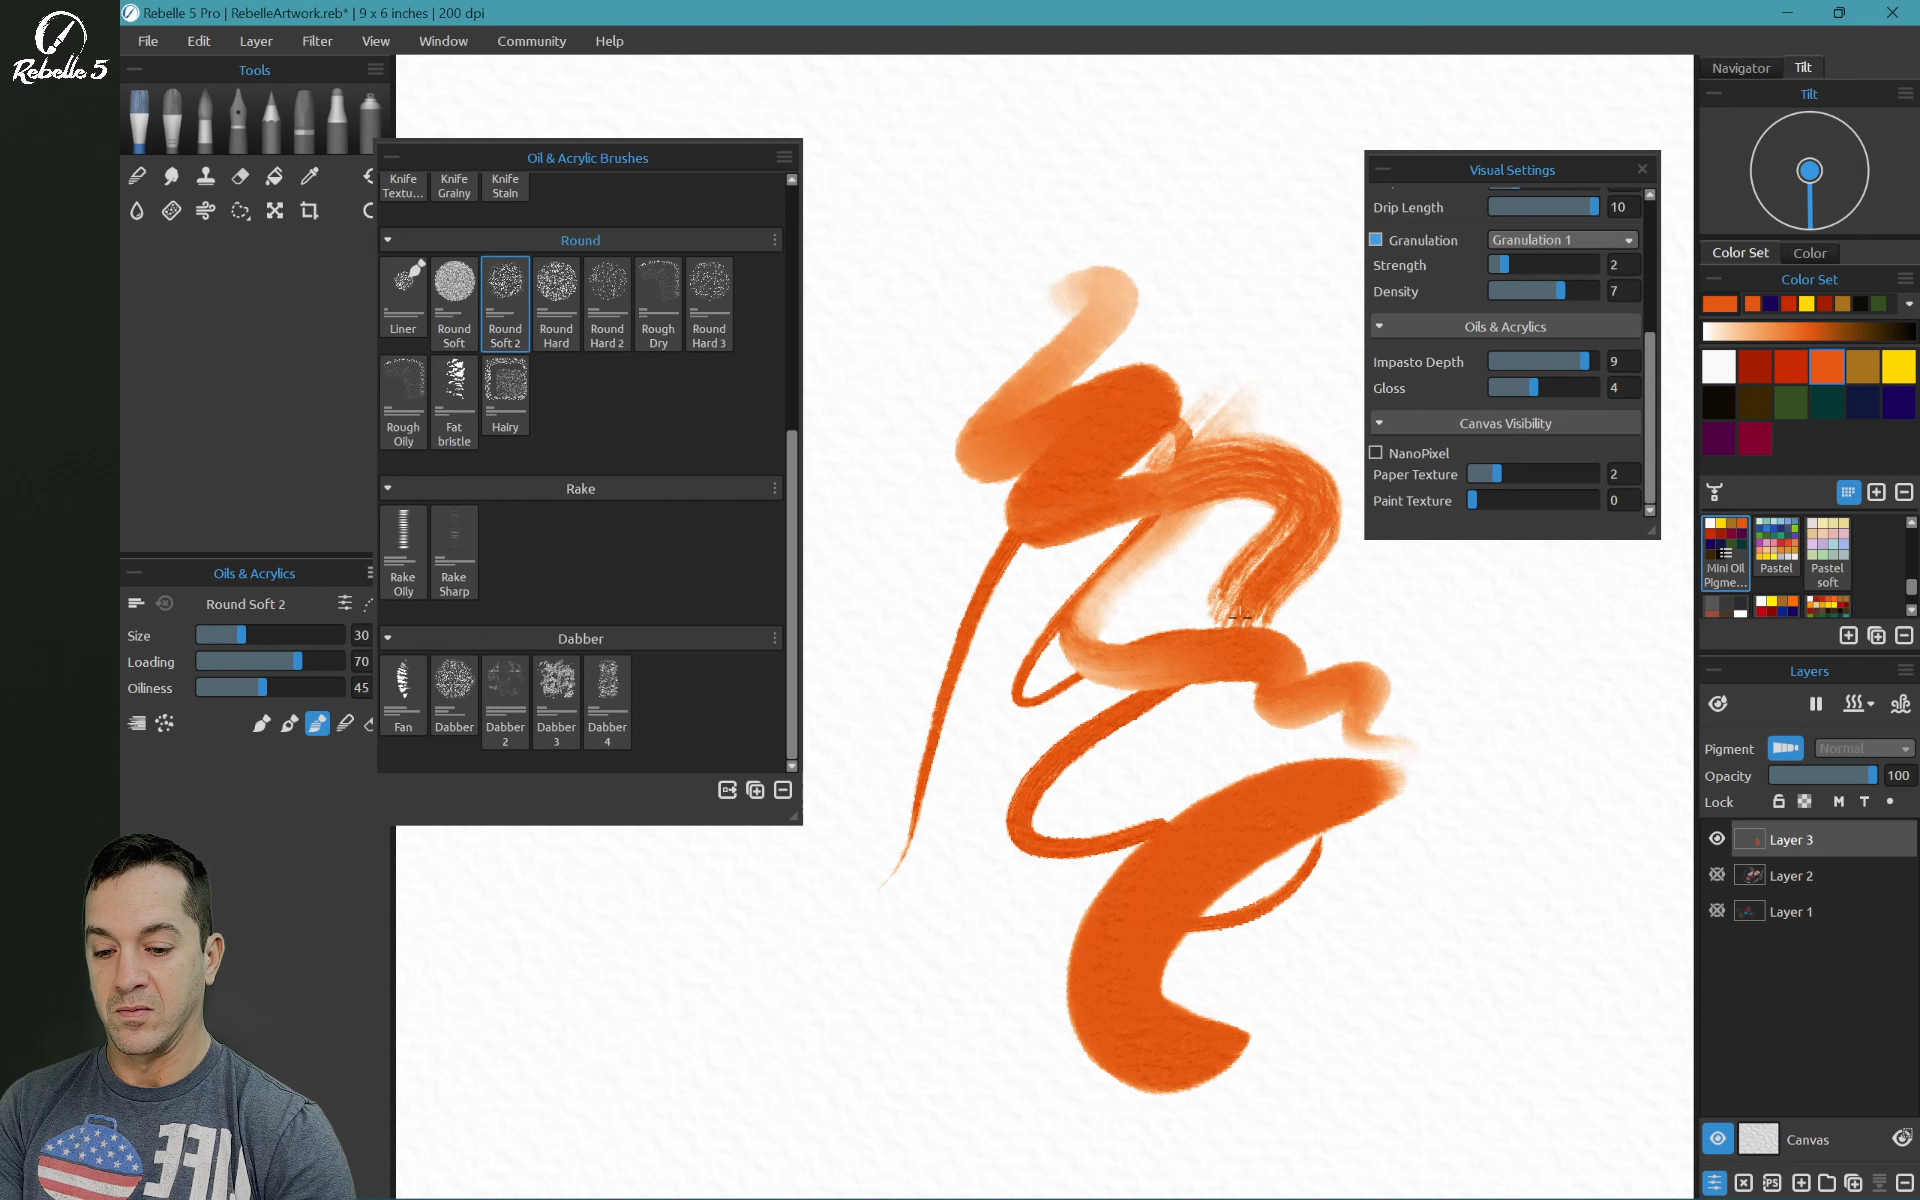 Rebelle 5 Pro | RebelleArtwork.reb* | 9 x 6 inches | 200 dpi
Rebelle 5
File Edit Layer Filter View Window Community Help
Tools
Oil & Acrylic Brushes
Knife Textu... Knife Grainy Knife Stain
Round
Liner Round Soft Round Soft 2 Round Hard Round Hard 2 Rough Dry Round Hard 3
Rough Oily Fat bristle Hairy
Rake
Rake Oily Rake Sharp
Dabber
Fan Dabber Dabber 2 Dabber 3 Dabber 4
Oils & Acrylics
Round Soft 2
Size 30
Loading 70
Oiliness 45
Visual Settings
Drip Length 10
Granulation Granulation 1
Strength 2
Density 7
Oils & Acrylics
Impasto Depth 9
Gloss 4
Canvas Visibility
NanoPixel
Paper Texture 2
Paint Texture 0
Navigator Tilt
Tilt
Color Set Color
Color Set
Mini Oil Pigme... Pastel Pastel soft
Layers
Pigment Normal
Opacity 100
Lock M T
Layer 3
Layer 2
Layer 1
Canvas
PS